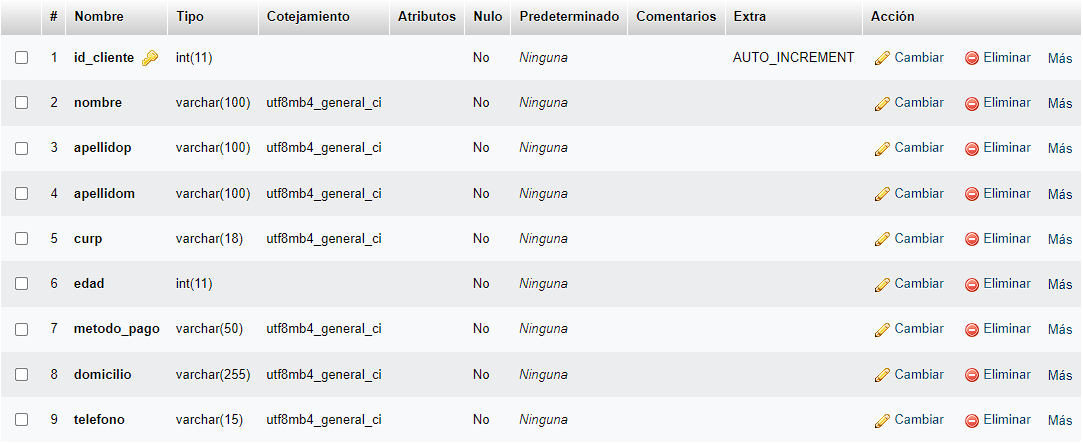 # Nombre Tipo Cotejamiento Atributos Nulo Predeterminado Comentarios Extra Acción
1 id_cliente int(11) No Ninguna AUTO_INCREMENT Cambiar Eliminar Más
2 nombre varchar(100) utf8mb4_general_ci No Ninguna Cambiar Eliminar Más
3 apellidop varchar(100) utf8mb4_general_ci No Ninguna Cambiar Eliminar Más
4 apellidom varchar(100) utf8mb4_general_ci No Ninguna Cambiar Eliminar Más
5 curp varchar(18) utf8mb4_general_ci No Ninguna Cambiar Eliminar Más
6 edad int(11) No Ninguna Cambiar Eliminar Más
7 metodo_pago varchar(50) utf8mb4_general_ci No Ninguna Cambiar Eliminar Más
8 domicilio varchar(255) utf8mb4_general_ci No Ninguna Cambiar Eliminar Más
9 telefono varchar(15) utf8mb4_general_ci No Ninguna Cambiar Eliminar Más